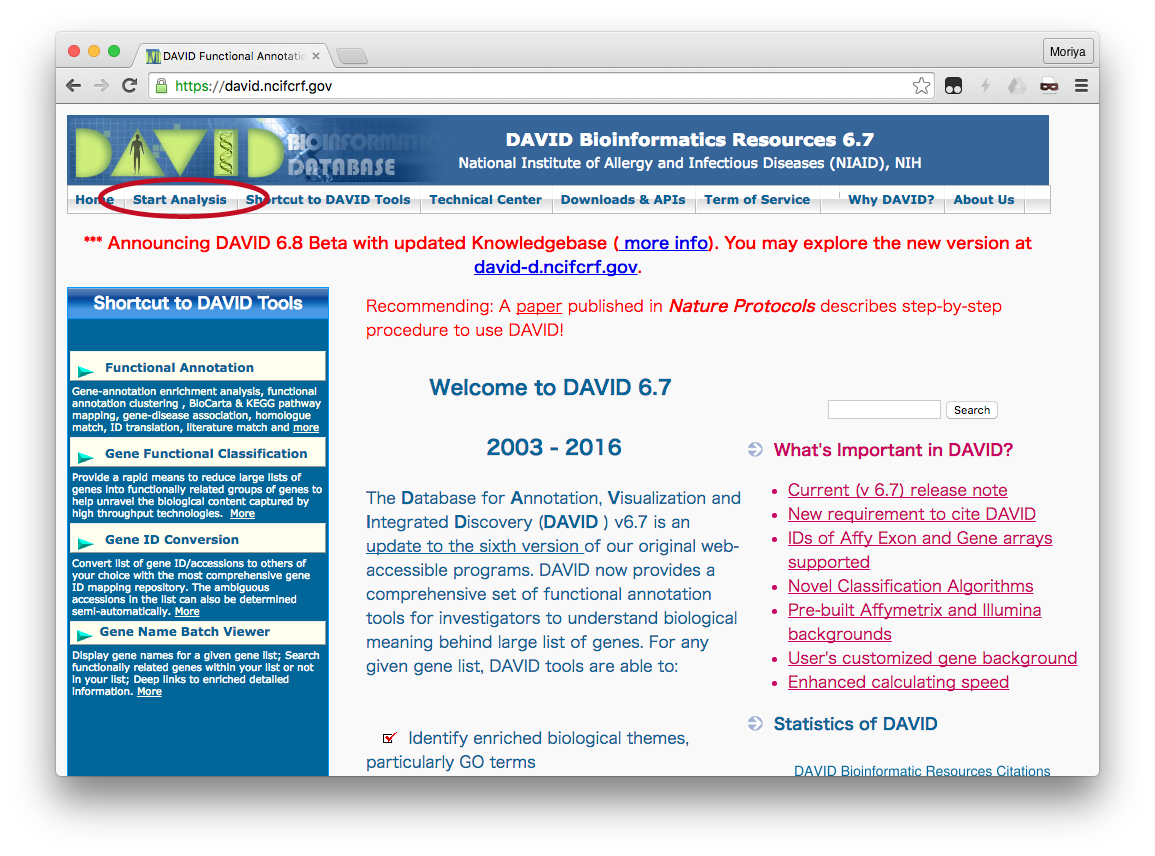 DAVID Functional Annotatic
Moriya
https://david.ncifcrf.gov
DAVID BIOINFORMATICS
DATABASE
DAVID Bioinformatics Resources 6.7
National Institute of Allergy and Infectious Diseases (NIAID), NIH
Home Start Analysis Shortcut to DAVID Tools Technical Center Downloads & APIs Term of Service Why DAVID? About Us
*** Announcing DAVID 6.8 Beta with updated Knowledgebase ( more info). You may explore the new version at
david-d.ncifcrf.gov.
Shortcut to DAVID Tools
Functional Annotation
Gene-annotation enrichment analysis, functional
annotation clustering , BioCarta & KEGG pathway
mapping, gene-disease association, homologue
match, ID translation, literature match and more
Gene Functional Classification
Provide a rapid means to reduce large lists of
genes into functionally related groups of genes to
help unravel the biological content captured by
high throughput technologies. More
Gene ID Conversion
Convert list of gene ID/accessions to others of
your choice with the most comprehensive gene
ID mapping repository. The ambiguous
accessions in the list can also be determined
semi-automatically. More
Gene Name Batch Viewer
Display gene names for a given gene list; Search
functionally related genes within your list or not
in your list; Deep links to enriched detailed
information. More
Recommending: A paper published in Nature Protocols describes step-by-step
procedure to use DAVID!
Welcome to DAVID 6.7
2003 - 2016
The Database for Annotation, Visualization and
Integrated Discovery (DAVID ) v6.7 is an
update to the sixth version of our original web-
accessible programs. DAVID now provides a
comprehensive set of functional annotation
tools for investigators to understand biological
meaning behind large list of genes. For any
given gene list, DAVID tools are able to:
Identify enriched biological themes,
particularly GO terms
Search
What's Important in DAVID?
Current (v 6.7) release note
New requirement to cite DAVID
IDs of Affy Exon and Gene arrays
supported
Novel Classification Algorithms
Pre-built Affymetrix and Illumina
backgrounds
User's customized gene background
Enhanced calculating speed
Statistics of DAVID
DAVID Bioinformatic Resources Citations